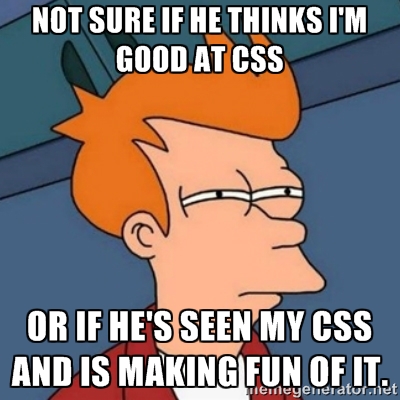 NOT SURE IF HE THINKS I'M
GOOD AT CSS
OR IF HE'S SEEN MY CSS
AND IS MAKING FUN OF IT.
memegenerator.net